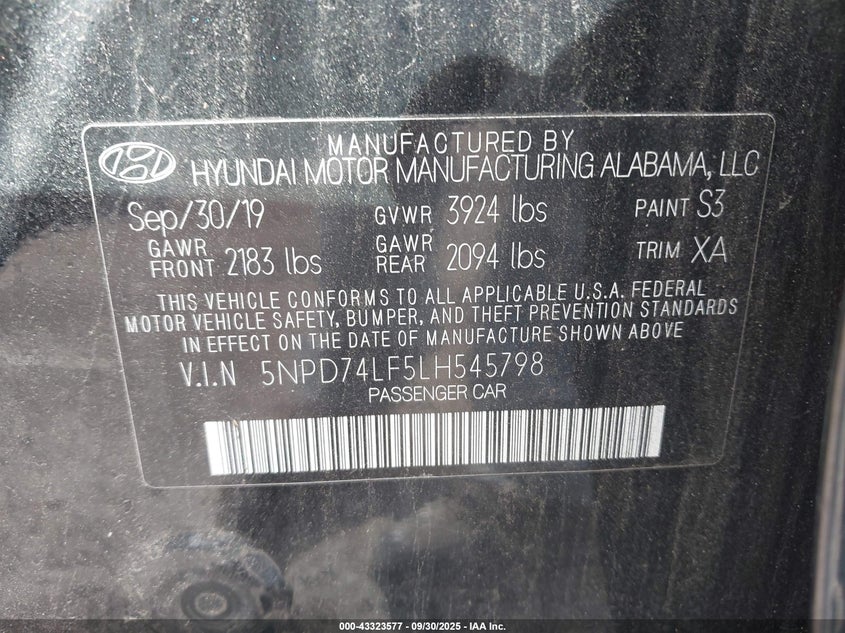 MANUFACTURED BY
HYUNDAI MOTOR MANUFACTURING ALABAMA, LLC
Sep/30/19 GVWR 3924 lbs PAINT S3
GAWR FRONT 2183 lbs GAWR REAR 2094 lbs TRIM XA
THIS VEHICLE CONFORMS TO ALL APPLICABLE U.S.A. FEDERAL
MOTOR VEHICLE SAFETY, BUMPER, AND THEFT PREVENTION STANDARDS
IN EFFECT ON THE DATE OF MANUFACTURE SHOWN ABOVE
V.I.N 5NPD74LF5LH545798
PASSENGER CAR
000-43323577 - 09/30/2025 - IAA Inc.